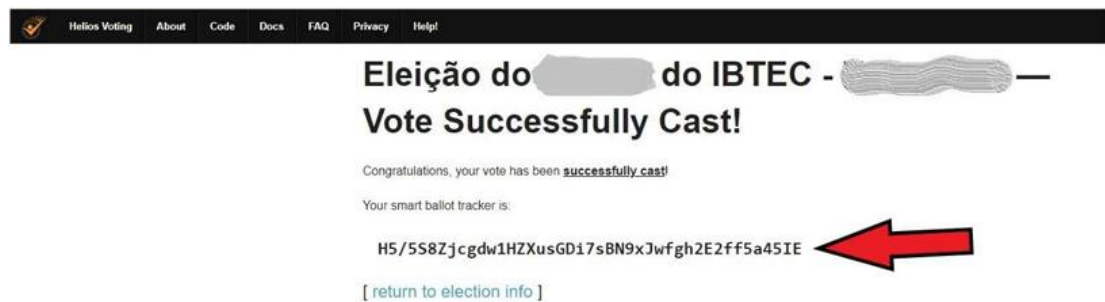 Helios Voting About Code Docs FAQ Privacy Help!
Eleição do do IBTEC - —
Vote Successfully Cast!
Congratulations, your vote has been successfully cast!
Your smart ballot tracker is:
H5/5S8Zjcgdw1HZXusGDi7sBN9xJwfgh2E2ff5a45IE
[ return to election info ]